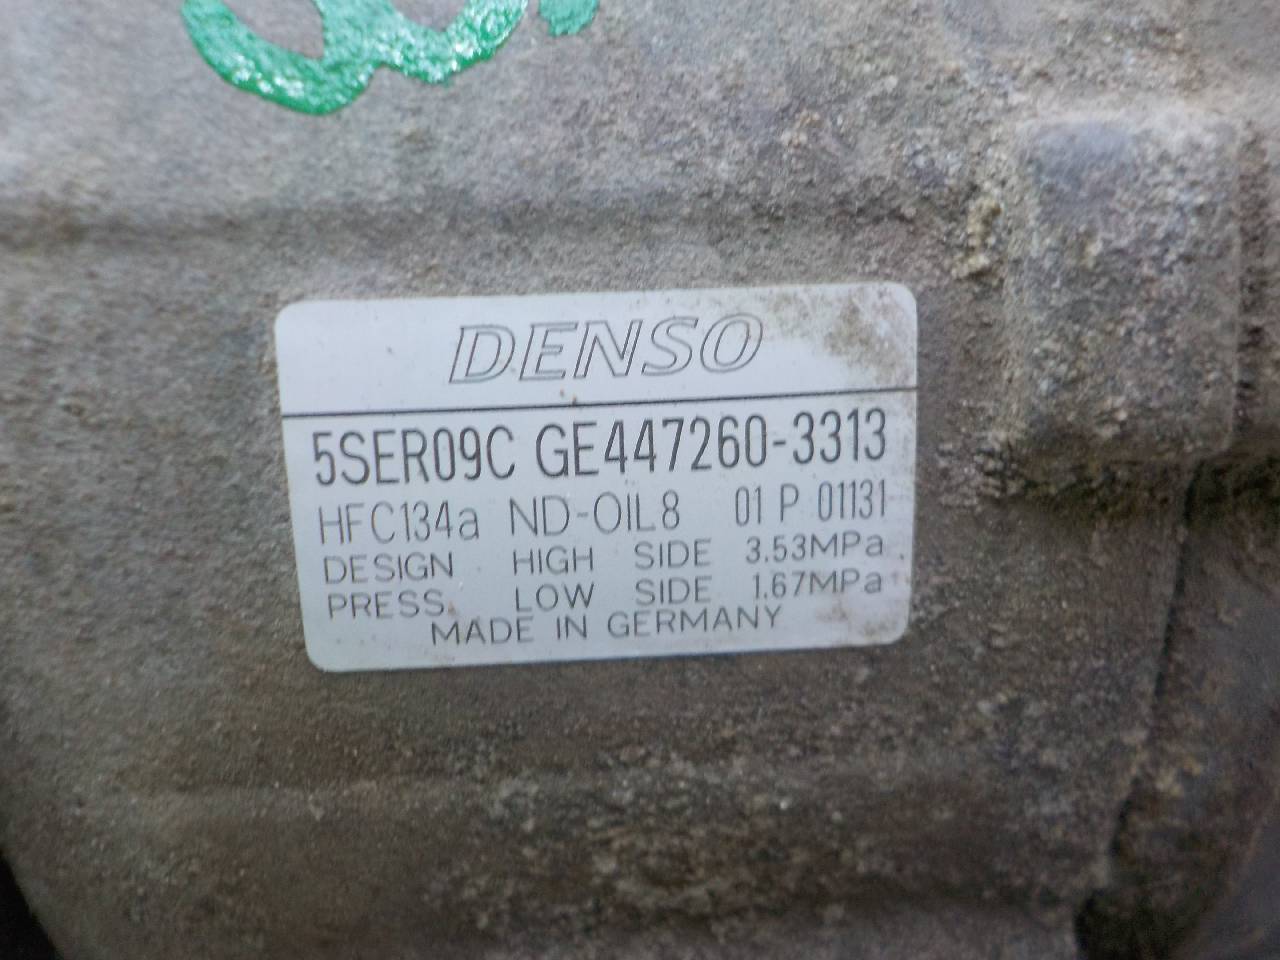 DENSO
5SER09C GE447260-3313
HFC134a ND-OIL8 01 P 01131
DESIGN HIGH SIDE 3.53MPa
PRESS. LOW SIDE 1.67MPa
MADE IN GERMANY